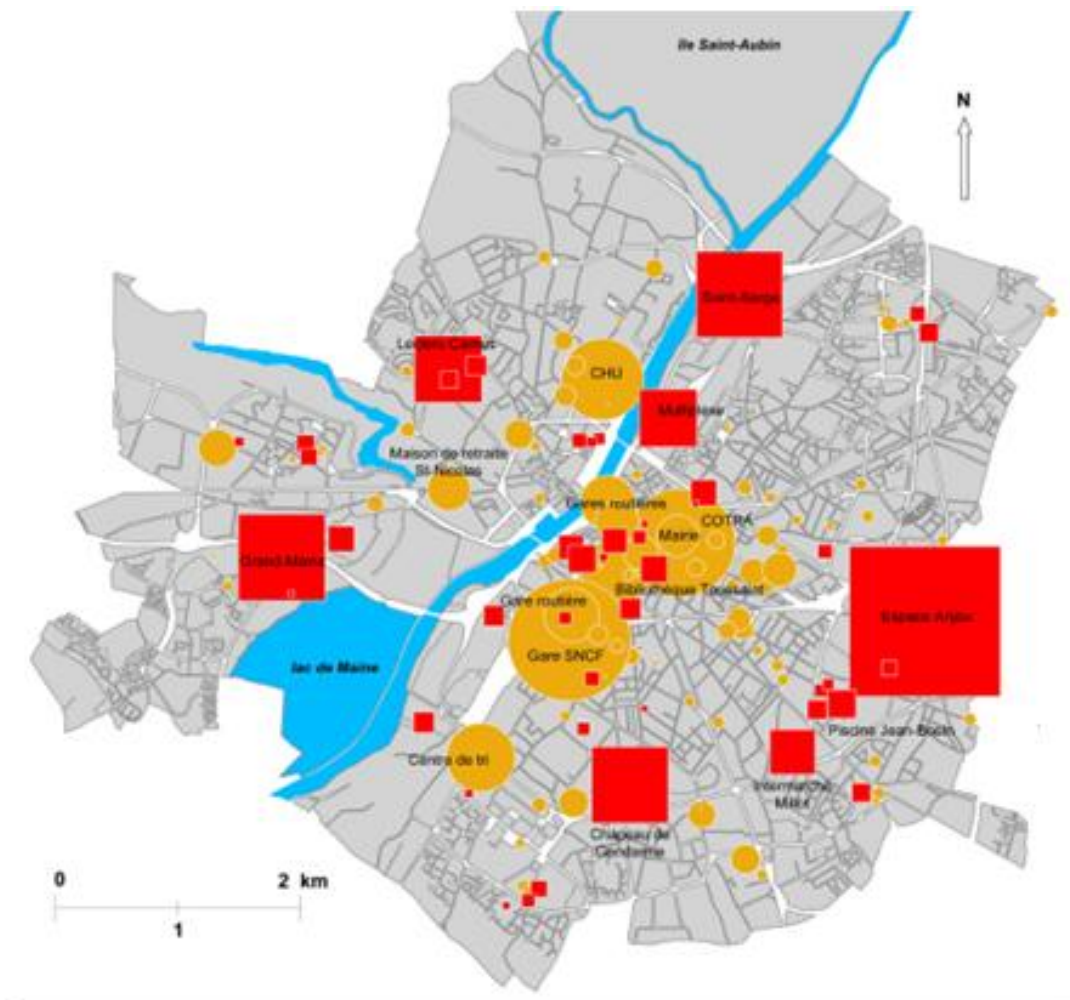 Ile Saint-Aubin
N
Saint-Serge
CHU
Multiplexe
Maison de retraite
St-Nicolas
Gares routières
COTRA
Mairie
Grand-Maine
Bibliothèque Toussaint
Gare routière
Espace Anjou
Gare SNCF
lac de Maine
Piscine Jean-Bouin
Centre de tri
Intermarché
Chapeau de
Gendarme
0
2 km
1